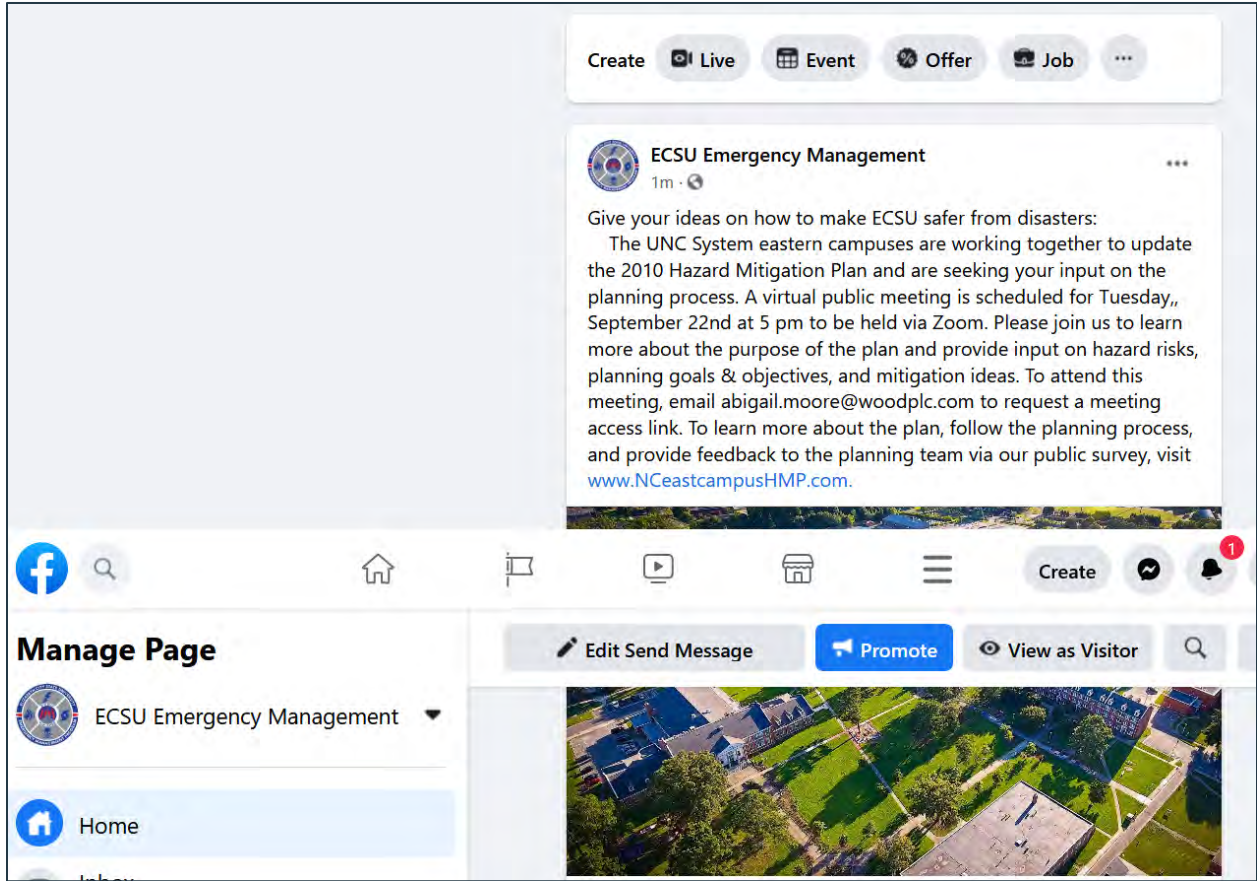 Create Live Event Offer Job ...
ECSU Emergency Management
1m ·
Give your ideas on how to make ECSU safer from disasters:
The UNC System eastern campuses are working together to update
the 2010 Hazard Mitigation Plan and are seeking your input on the
planning process. A virtual public meeting is scheduled for Tuesday,,
September 22nd at 5 pm to be held via Zoom. Please join us to learn
more about the purpose of the plan and provide input on hazard risks,
planning goals & objectives, and mitigation ideas. To attend this
meeting, email abigail.moore@woodplc.com to request a meeting
access link. To learn more about the plan, follow the planning process,
and provide feedback to the planning team via our public survey, visit
www.NCeastcampusHMP.com.
Create 1
Manage Page
Edit Send Message Promote View as Visitor
ECSU Emergency Management
Home